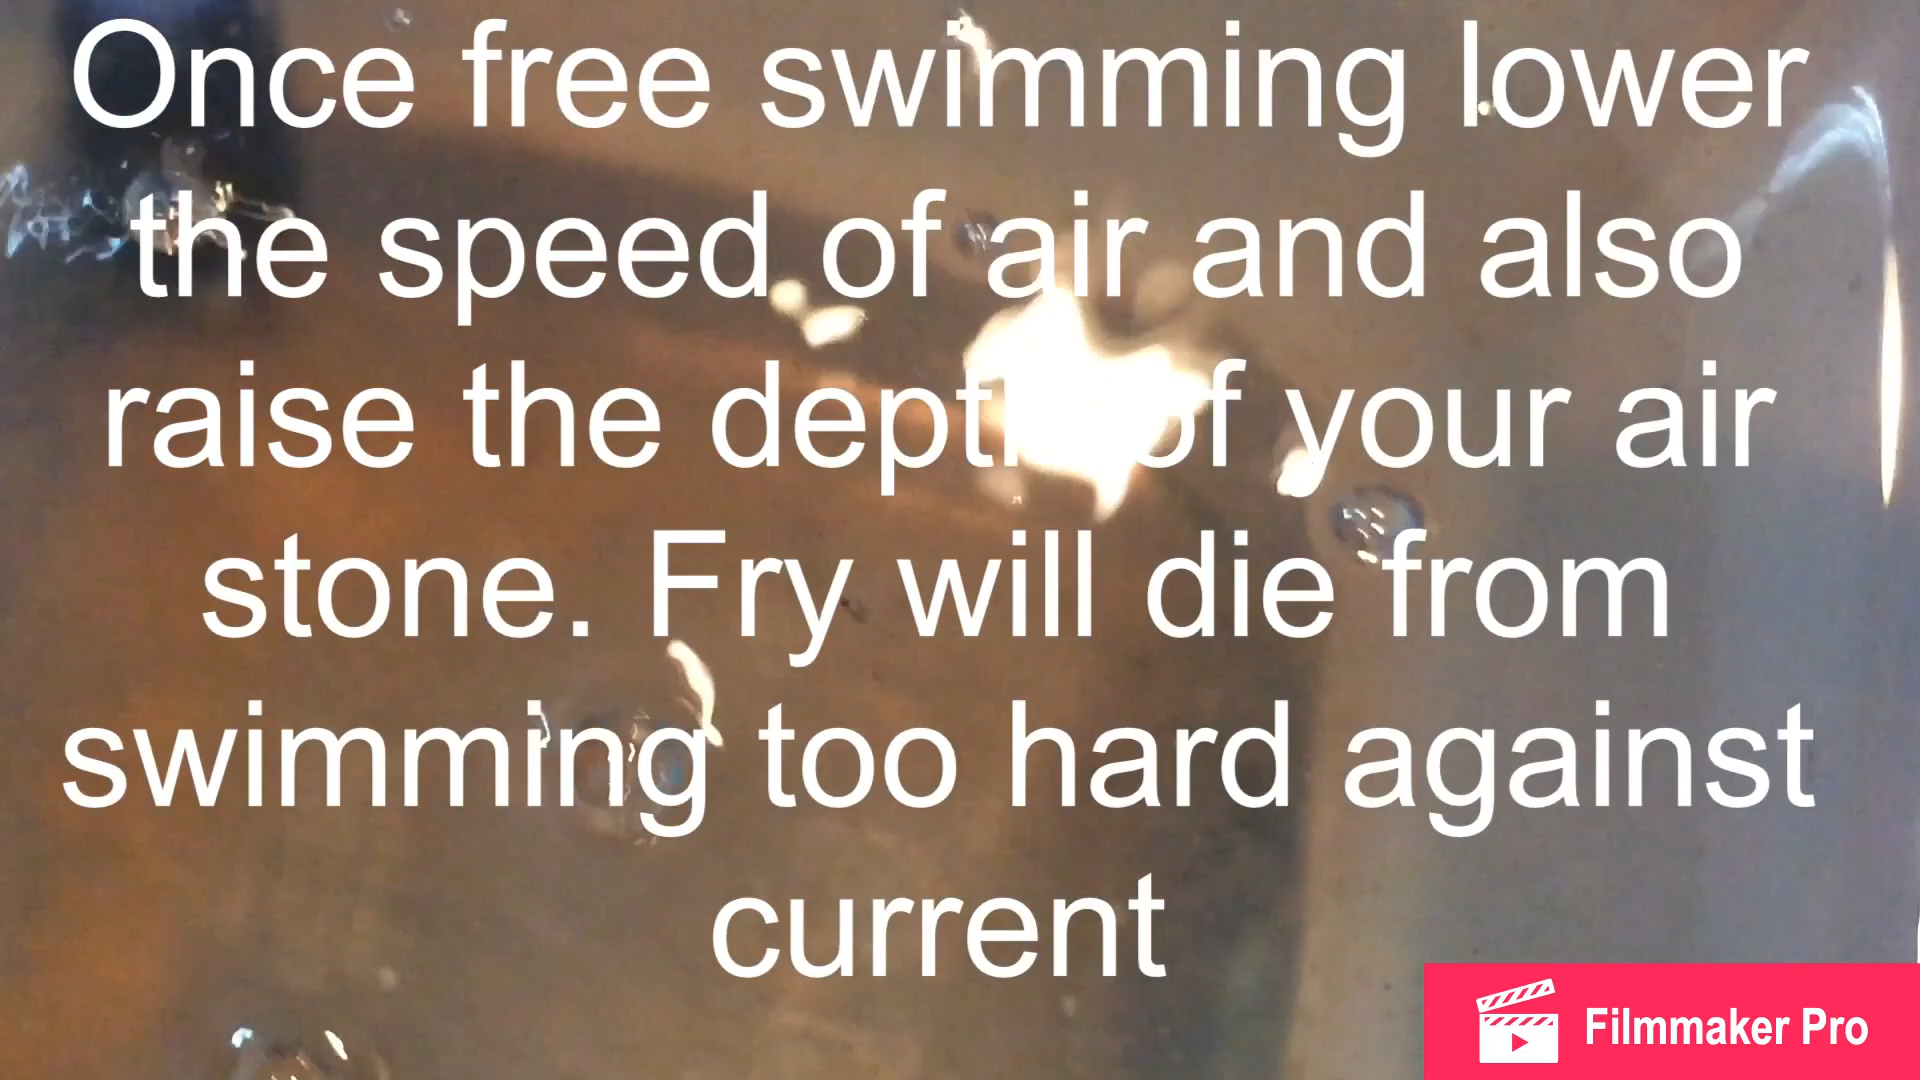 Once free swimming lower
the speed of air and also
raise the depth of your air
stone. Fry will die from
swimming too hard against
current
Filmmaker Pro